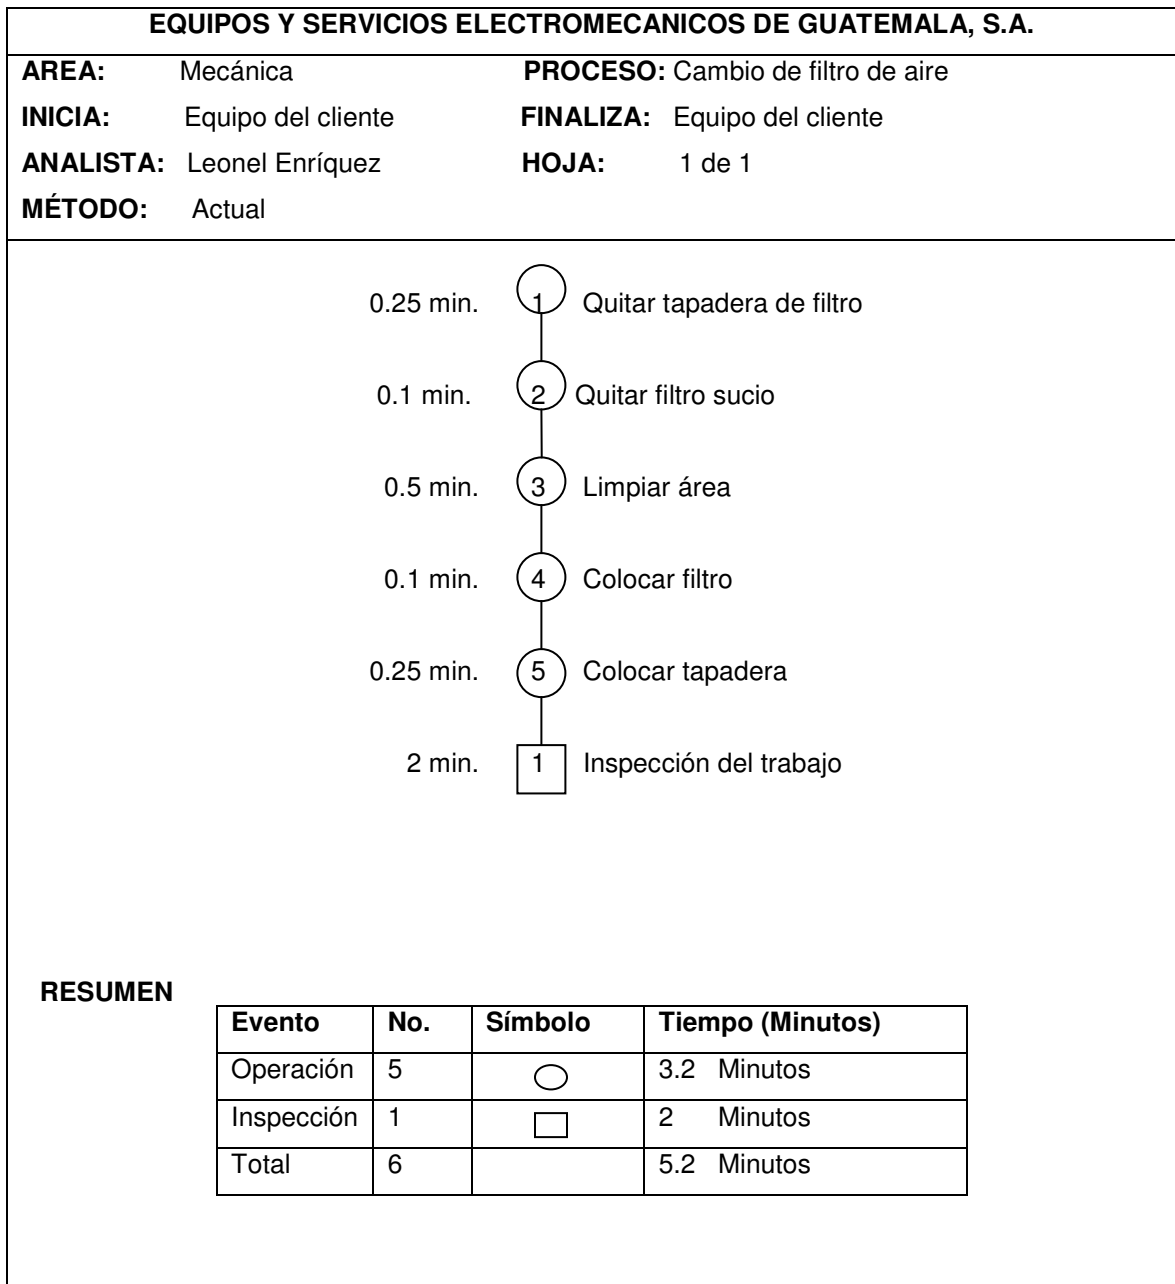 EQUIPOS Y SERVICIOS ELECTROMECANICOS DE GUATEMALA, S.A.
AREA: Mecánica PROCESO: Cambio de filtro de aire
INICIA: Equipo del cliente FINALIZA: Equipo del cliente
ANALISTA: Leonel Enríquez HOJA: 1 de 1
MÉTODO: Actual
0.25 min. 1 Quitar tapadera de filtro
0.1 min. 2 Quitar filtro sucio
0.5 min. 3 Limpiar área
0.1 min. 4 Colocar filtro
0.25 min. 5 Colocar tapadera
2 min. 1 Inspección del trabajo
RESUMEN
Evento No. Símbolo Tiempo (Minutos)
Operación 5 3.2 Minutos
Inspección 1 2 Minutos
Total 6 5.2 Minutos